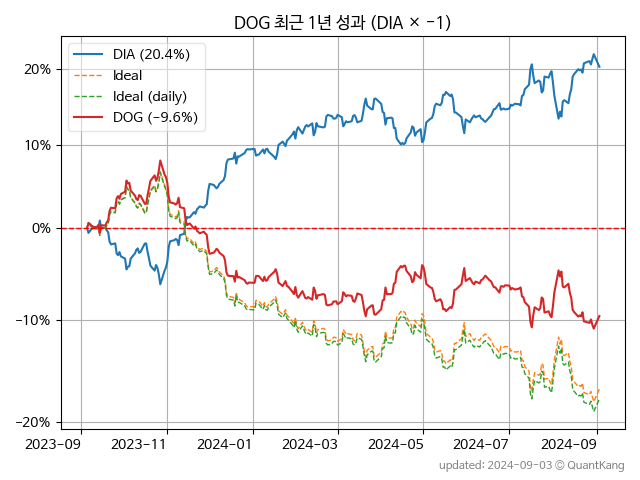 DOG 최근 1년 성과 (DIA × −1)
DIA (20.4%)
Ideal
Ideal (daily)
DOG (−9.6%)
20%
10%
0%
−10%
−20%
2023-09
2023-11
2024-01
2024-03
2024-05
2024-07
2024-09
updated: 2024-09-03 ⓒ QuantKang